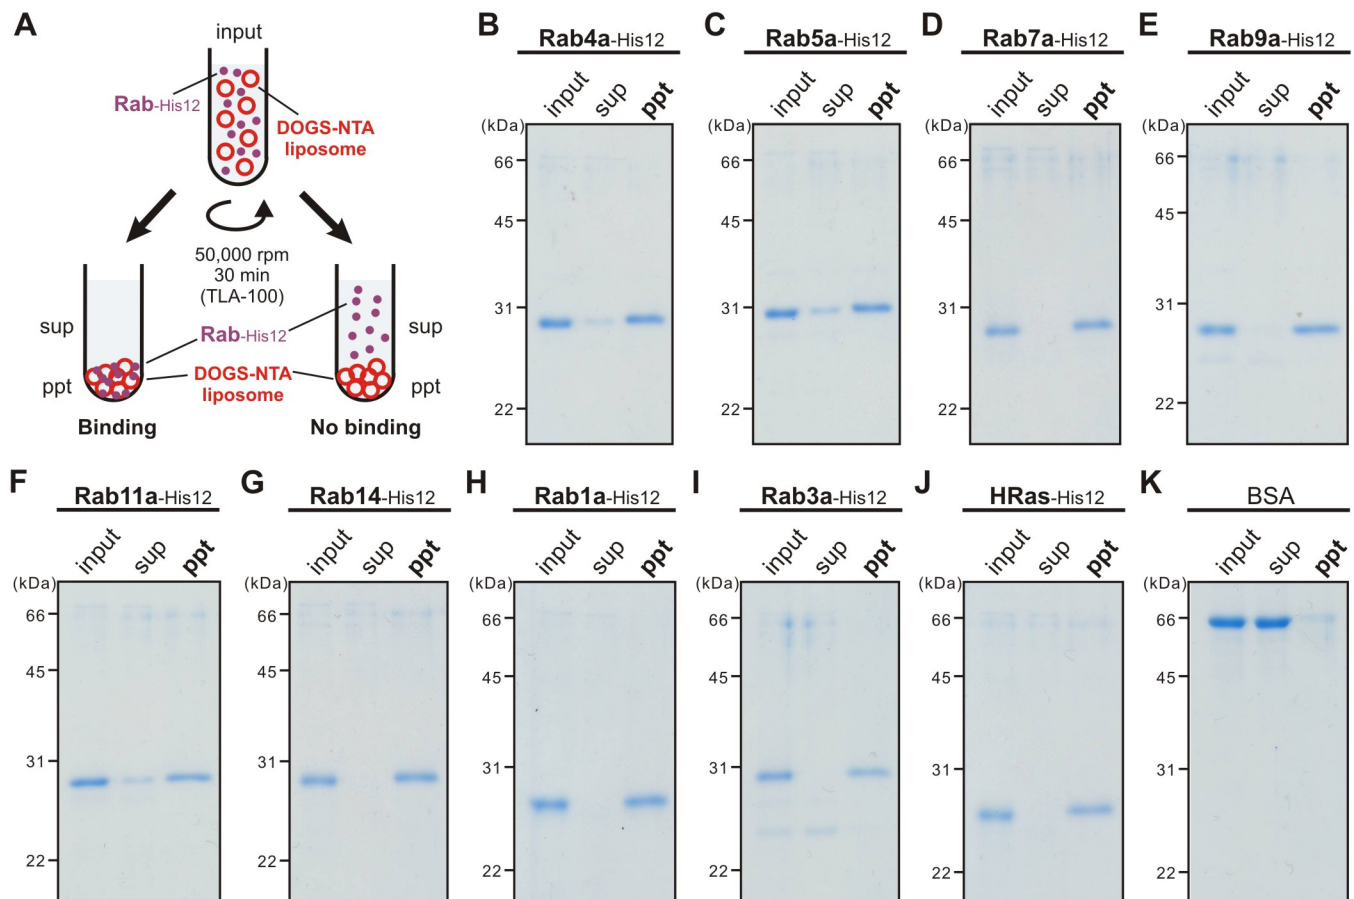 A
input
Rab-His12
DOGS-NTA
liposome
50,000 rpm
30 min
(TLA-100)
sup
Rab-His12
sup
ppt
DOGS-NTA
liposome
ppt
Binding
No binding
B
Rab4a-His12
input sup ppt
(kDa)
66
45
31
22
C
Rab5a-His12
input sup ppt
(kDa)
66
45
31
22
D
Rab7a-His12
input sup ppt
(kDa)
66
45
31
22
E
Rab9a-His12
input sup ppt
(kDa)
66
45
31
22
F
Rab11a-His12
input sup ppt
(kDa)
66
45
31
22
G
Rab14-His12
input sup ppt
(kDa)
66
45
31
22
H
Rab1a-His12
input sup ppt
(kDa)
66
45
31
22
I
Rab3a-His12
input sup ppt
(kDa)
66
45
31
22
J
HRas-His12
input sup ppt
(kDa)
66
45
31
22
K
BSA
input sup ppt
(kDa)
66
45
31
22